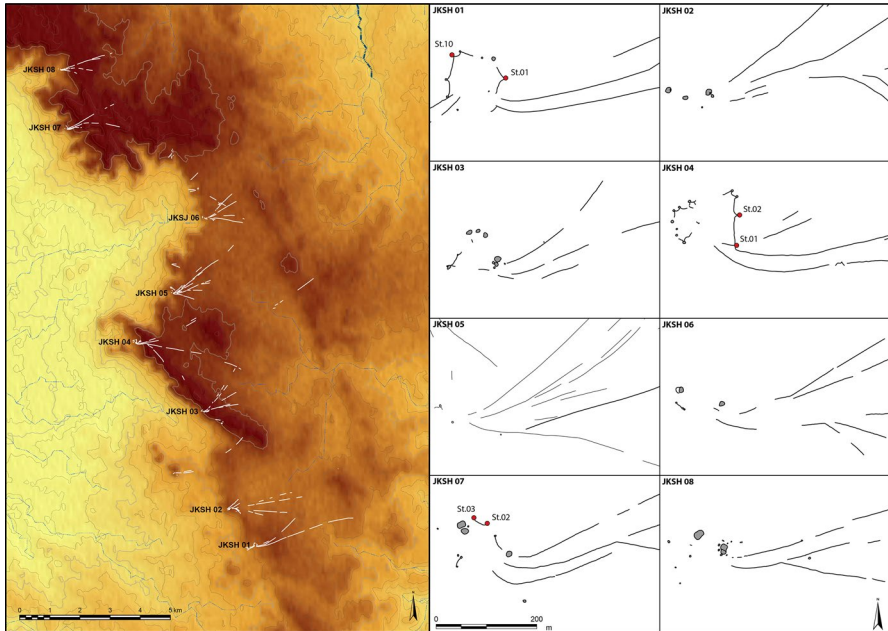 JKSH 08
JKSH 07
JKSJ 06
JKSH 05
JKSH 04
JKSH 03
JKSH 02
JKSH 01
0 1 2 3 4 5 km
JKSH 01
St.10
St.01
JKSH 02
JKSH 03
JKSH 04
St.02
St.01
JKSH 05
JKSH 06
JKSH 07
St.03
St.02
0 200
m
JKSH 08